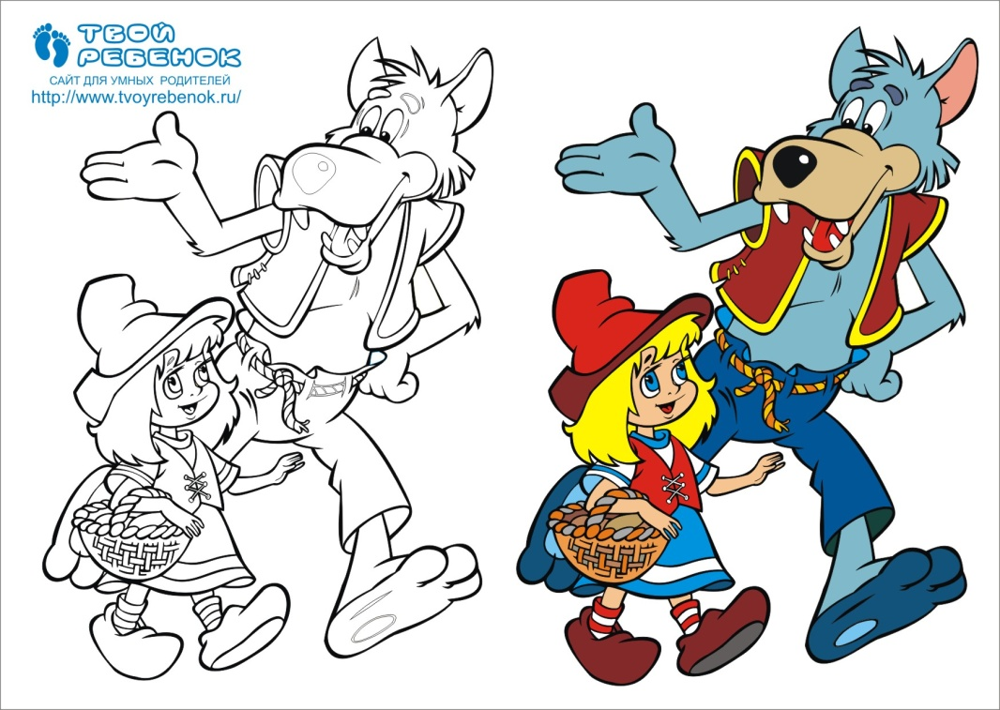 ТВОЙ
РЕБЕНОК
САЙТ ДЛЯ УМНЫХ РОДИТЕЛЕЙ
http://www.tvoyrebenok.ru/